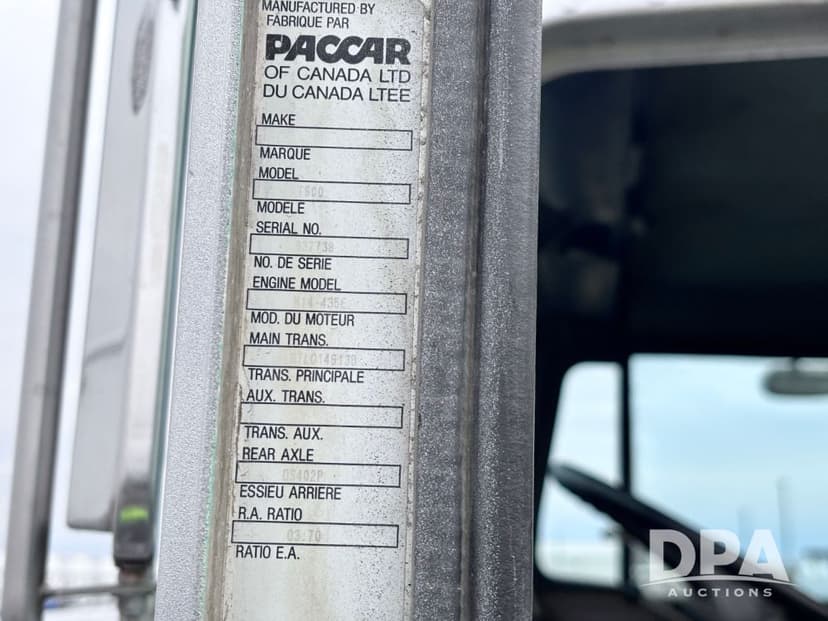 MANUFACTURED BY
FABRIQUE PAR
PACCAR
OF CANADA LTD
DU CANADA LTEE
MAKE
MARQUE
MODEL
T600
MODELE
SERIAL NO.
NO. DE SERIE
ENGINE MODEL
N14-435E
MOD. DU MOTEUR
MAIN TRANS.
TRANS. PRINCIPALE
AUX. TRANS.
TRANS. AUX.
REAR AXLE
DS402P
ESSIEU ARRIERE
R.A. RATIO
03.70
RATIO E.A.
DPA
AUCTIONS